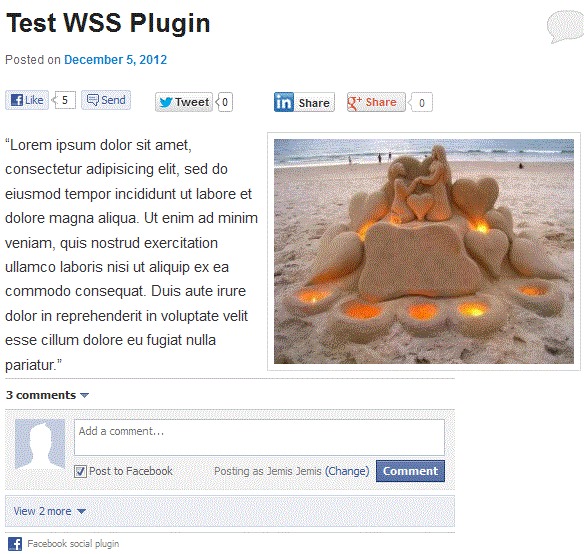 Test WSS Plugin
Posted on December 5, 2012
Like 5 Send Tweet 0 Share g+ Share 0
“Lorem ipsum dolor sit amet,
consectetur adipisicing elit, sed do
eiusmod tempor incididunt ut labore et
dolore magna aliqua. Ut enim ad minim
veniam, quis nostrud exercitation
ullamco laboris nisi ut aliquip ex ea
commodo consequat. Duis aute irure
dolor in reprehenderit in voluptate velit
esse cillum dolore eu fugiat nulla
pariatur.”
3 comments
Add a comment...
Post to Facebook Posting as Jemis Jemis (Change) Comment
View 2 more
Facebook social plugin